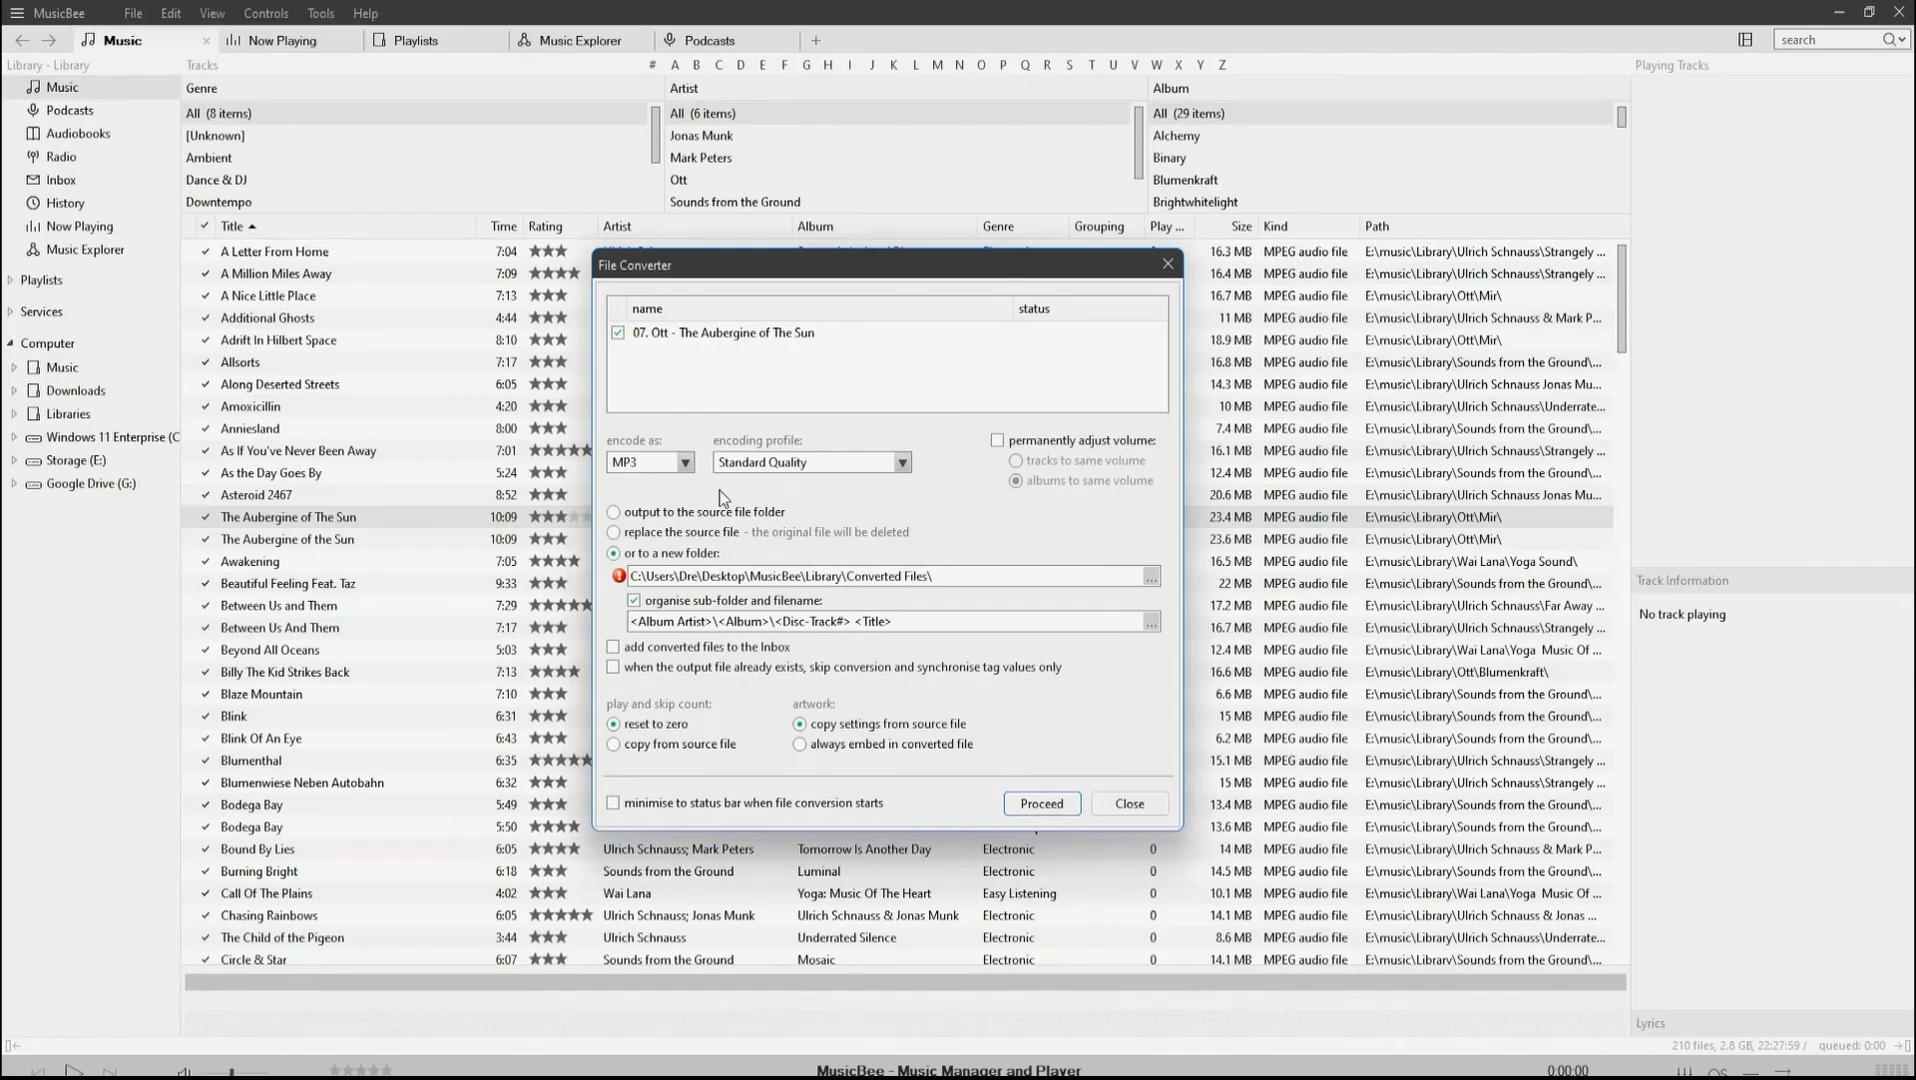 MusicBee File Edit View Controls Tools Help
Music Now Playing Playlists Music Explorer Podcasts search
Library - Library Tracks # A B C D E F G H I J K L M N O P Q R S T U V W X Y Z Playing Tracks
Music
Podcasts
Audiobooks
Radio
Inbox
History
Now Playing
Music Explorer
Playlists
Services
Computer
Music
Downloads
Libraries
Windows 11 Enterprise (C
Storage (E:)
Google Drive (G:)
Genre
All (8 items)
[Unknown]
Ambient
Dance & DJ
Downtempo
Artist
All (6 items)
Jonas Munk
Mark Peters
Ott
Sounds from the Ground
Album
All (29 items)
Alchemy
Binary
Blumenkraft
Brightwhitelight
Title Time Rating Artist Album Genre Grouping Play ... Size Kind Path
A Letter From Home 7:04 16.3 MB MPEG audio file E:\music\Library\Ulrich Schnauss\Strangely ...
A Million Miles Away 7:09 16.4 MB MPEG audio file E:\music\Library\Ulrich Schnauss\Strangely ...
A Nice Little Place 7:13 16.7 MB MPEG audio file E:\music\Library\Ott\Mir\
Additional Ghosts 4:44 11 MB MPEG audio file E:\music\Library\Ulrich Schnauss & Mark P...
Adrift In Hilbert Space 8:10 18.9 MB MPEG audio file E:\music\Library\Ott\Mir\
Allsorts 7:17 16.8 MB MPEG audio file E:\music\Library\Sounds from the Ground\...
Along Deserted Streets 6:05 14.3 MB MPEG audio file E:\music\Library\Ulrich Schnauss Jonas Mu...
Amoxicillin 4:20 10 MB MPEG audio file E:\music\Library\Ulrich Schnauss\Underrate...
Anniesland 8:00 7.4 MB MPEG audio file E:\music\Library\Sounds from the Ground\...
As If You've Never Been Away 7:01 16.1 MB MPEG audio file E:\music\Library\Ulrich Schnauss\Strangely ...
As the Day Goes By 5:24 12.4 MB MPEG audio file E:\music\Library\Sounds from the Ground\...
Asteroid 2467 8:52 20.6 MB MPEG audio file E:\music\Library\Ulrich Schnauss Jonas Mu...
The Aubergine of The Sun 10:09 23.4 MB MPEG audio file E:\music\Library\Ott\Mir\
The Aubergine of the Sun 10:09 23.6 MB MPEG audio file E:\music\Library\Ott\Mir\
Awakening 7:05 16.5 MB MPEG audio file E:\music\Library\Wai Lana\Yoga Sound\
Beautiful Feeling Feat. Taz 9:33 22 MB MPEG audio file E:\music\Library\Sounds from the Ground\...
Between Us and Them 7:29 17.2 MB MPEG audio file E:\music\Library\Ulrich Schnauss\Far Away ...
Between Us And Them 7:17 16.7 MB MPEG audio file E:\music\Library\Ulrich Schnauss\Strangely ...
Beyond All Oceans 5:03 12.4 MB MPEG audio file E:\music\Library\Wai Lana\Yoga Music Of ...
Billy The Kid Strikes Back 7:13 16.6 MB MPEG audio file E:\music\Library\Ott\Blumenkraft\
Blaze Mountain 7:10 6.6 MB MPEG audio file E:\music\Library\Sounds from the Ground\...
Blink 6:31 15 MB MPEG audio file E:\music\Library\Sounds from the Ground\...
Blink Of An Eye 6:43 6.2 MB MPEG audio file E:\music\Library\Sounds from the Ground\...
Blumenthal 6:35 15.1 MB MPEG audio file E:\music\Library\Ulrich Schnauss\Strangely ...
Blumenwiese Neben Autobahn 6:32 15 MB MPEG audio file E:\music\Library\Ulrich Schnauss\Strangely ...
Bodega Bay 5:49 13.4 MB MPEG audio file E:\music\Library\Sounds from the Ground\...
Bodega Bay 5:50 13.6 MB MPEG audio file E:\music\Library\Sounds from the Ground\...
Bound By Lies 6:05 Ulrich Schnauss; Mark Peters Tomorrow Is Another Day Electronic 0 14 MB MPEG audio file E:\music\Library\Ulrich Schnauss & Mark P...
Burning Bright 6:18 Sounds from the Ground Luminal Electronic 0 14.5 MB MPEG audio file E:\music\Library\Sounds from the Ground\...
Call Of The Plains 4:02 Wai Lana Yoga: Music Of The Heart Easy Listening 0 10.1 MB MPEG audio file E:\music\Library\Wai Lana\Yoga Music Of ...
Chasing Rainbows 6:05 Ulrich Schnauss; Jonas Munk Ulrich Schnauss & Jonas Munk Electronic 0 14.1 MB MPEG audio file E:\music\Library\Ulrich Schnauss & Jonas ...
The Child of the Pigeon 3:44 Ulrich Schnauss Underrated Silence Electronic 0 8.6 MB MPEG audio file E:\music\Library\Ulrich Schnauss\Underrate...
Circle & Star 6:07 Sounds from the Ground Mosaic Electronic 0 14.1 MB MPEG audio file E:\music\Library\Sounds from the Ground\...
File Converter
name status
07. Ott - The Aubergine of The Sun
encode as: encoding profile: permanently adjust volume:
MP3 Standard Quality tracks to same volume
albums to same volume
output to the source file folder
replace the source file - the original file will be deleted
or to a new folder:
C:\Users\Dre\Desktop\MusicBee\Library\Converted Files\ ...
organise sub-folder and filename:
<Album Artist>\<Album>\<Disc-Track#> <Title> ...
add converted files to the Inbox
when the output file already exists, skip conversion and synchronise tag values only
play and skip count: artwork:
reset to zero copy settings from source file
copy from source file always embed in converted file
minimise to status bar when file conversion starts Proceed Close
Track Information
No track playing
Lyrics
210 files, 2.8 GB, 22:27:59 / queued: 0:00
MusicBee - Music Manager and Player 0:00:00